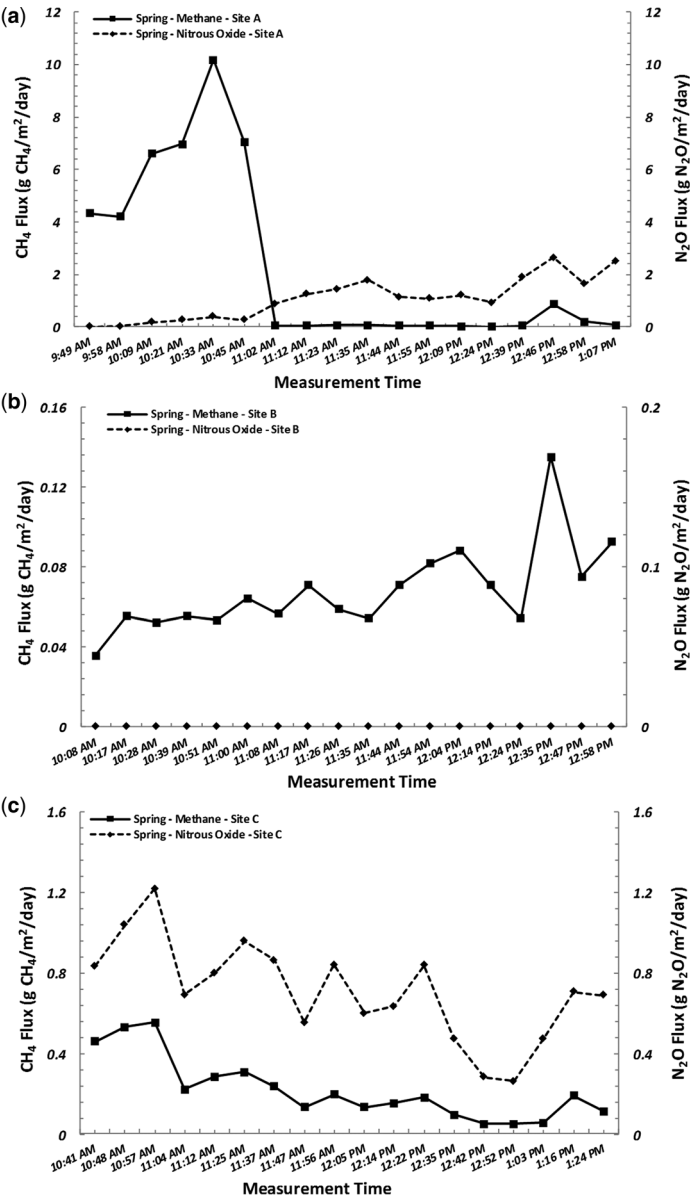 (a)
Spring - Methane - Site A
Spring - Nitrous Oxide - Site A
CH4 Flux (g CH4/m2/day)
12
10
8
6
4
2
0
N2O Flux (g N2O/m2/day)
12
10
8
6
4
2
0
9:49 AM 9:58 AM 10:09 AM 10:21 AM 10:33 AM 10:45 AM 11:02 AM 11:12 AM 11:23 AM 11:35 AM 11:44 AM 11:55 AM 12:09 PM 12:24 PM 12:39 PM 12:46 PM 12:58 PM 1:07 PM
Measurement Time
(b)
Spring - Methane - Site B
Spring - Nitrous Oxide - Site B
CH4 Flux (g CH4/m2/day)
0.16
0.12
0.08
0.04
0
N2O Flux (g N2O/m2/day)
0.2
0.1
0
10:08 AM 10:17 AM 10:28 AM 10:39 AM 10:51 AM 11:00 AM 11:08 AM 11:17 AM 11:26 AM 11:35 AM 11:44 AM 11:54 AM 12:04 PM 12:14 PM 12:24 PM 12:35 PM 12:47 PM 12:58 PM
Measurement Time
(c)
Spring - Methane - Site C
Spring - Nitrous Oxide - Site C
CH4 Flux (g CH4/m2/day)
1.6
1.2
0.8
0.4
0
N2O Flux (g N2O/m2/day)
1.6
1.2
0.8
0.4
0
10:41 AM 10:48 AM 10:57 AM 11:04 AM 11:12 AM 11:25 AM 11:37 AM 11:47 AM 11:56 AM 12:05 PM 12:14 PM 12:22 PM 12:35 PM 12:42 PM 12:52 PM 1:03 PM 1:16 PM 1:24 PM
Measurement Time